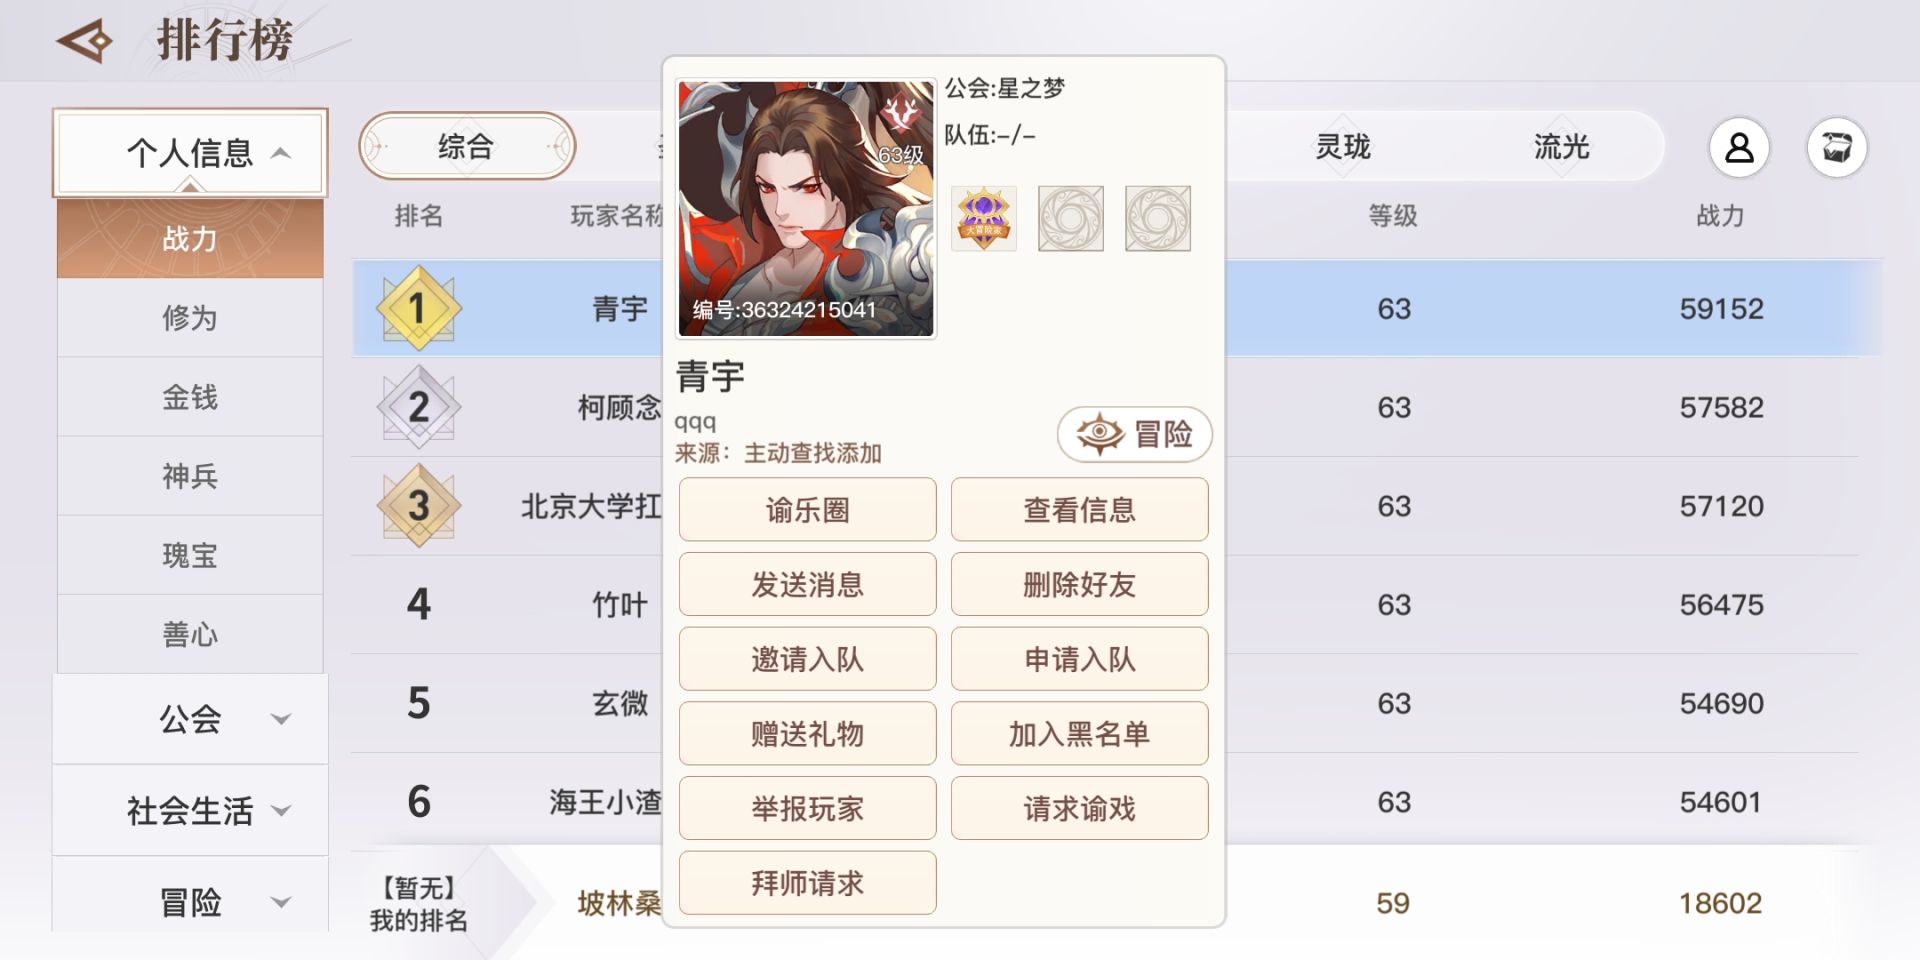 排行榜
个人信息
战力
修为
金钱
神兵
瑰宝
善心
公会
社会生活
冒险
综合
灵珑
流光
排名
玩家名称
等级
战力
1
青宇
63
59152
2
柯顾念
63
57582
3
北京大学扛
63
57120
4
竹叶
63
56475
5
玄微
63
54690
6
海王小渣
63
54601
【暂无】
我的排名
坡林桑
59
18602
63级
编号:36324215041
公会:星之梦
队伍:-/-
大冒险家
青宇
qqq
来源：主动查找添加
冒险
谕乐圈
查看信息
发送消息
删除好友
邀请入队
申请入队
赠送礼物
加入黑名单
举报玩家
请求谕戏
拜师请求